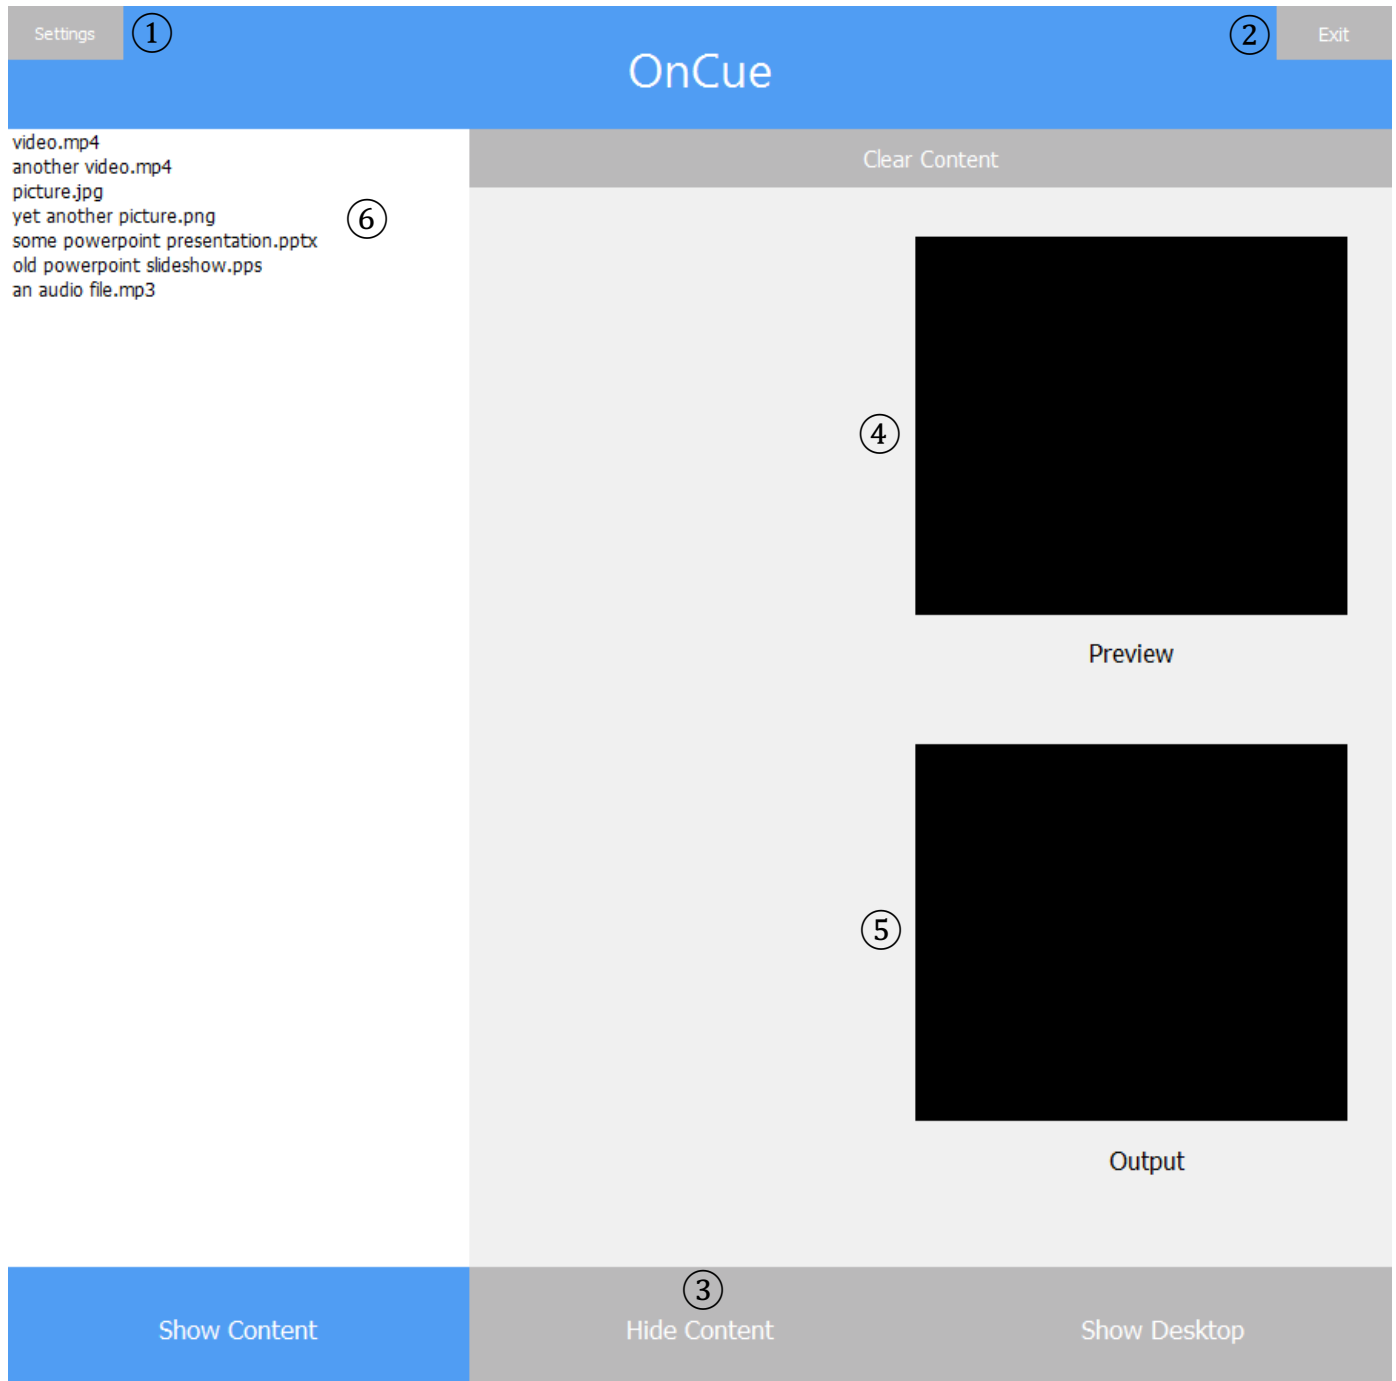 Settings ① ② Exit
OnCue
video.mp4
another video.mp4
picture.jpg
yet another picture.png
some powerpoint presentation.pptx
old powerpoint slideshow.pps
an audio file.mp3
⑥
Clear Content
④
Preview
⑤
Output
③
Show Content Hide Content Show Desktop